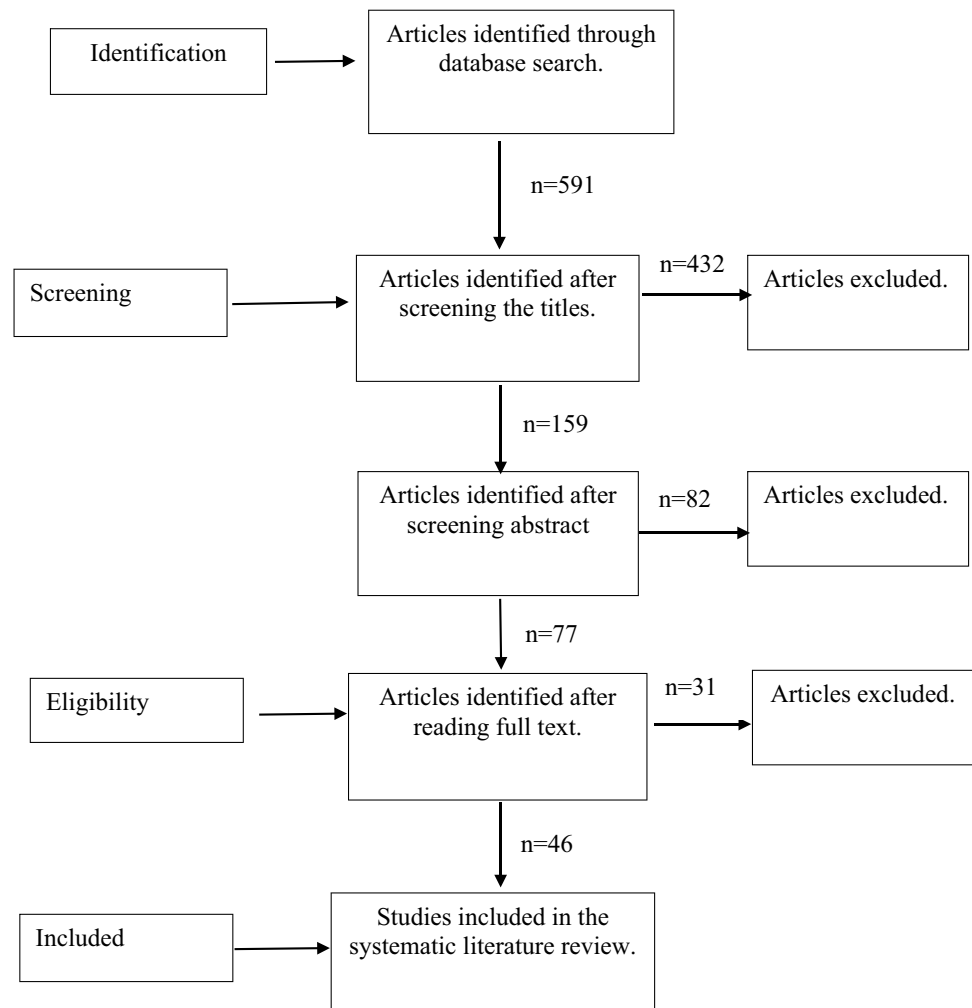 Identification
Articles identified through
database search.
n=591
Screening
Articles identified after
screening the titles.
n=432
Articles excluded.
n=159
Articles identified after
screening abstract
n=82
Articles excluded.
n=77
Eligibility
Articles identified after
reading full text.
n=31
Articles excluded.
n=46
Included
Studies included in the
systematic literature review.